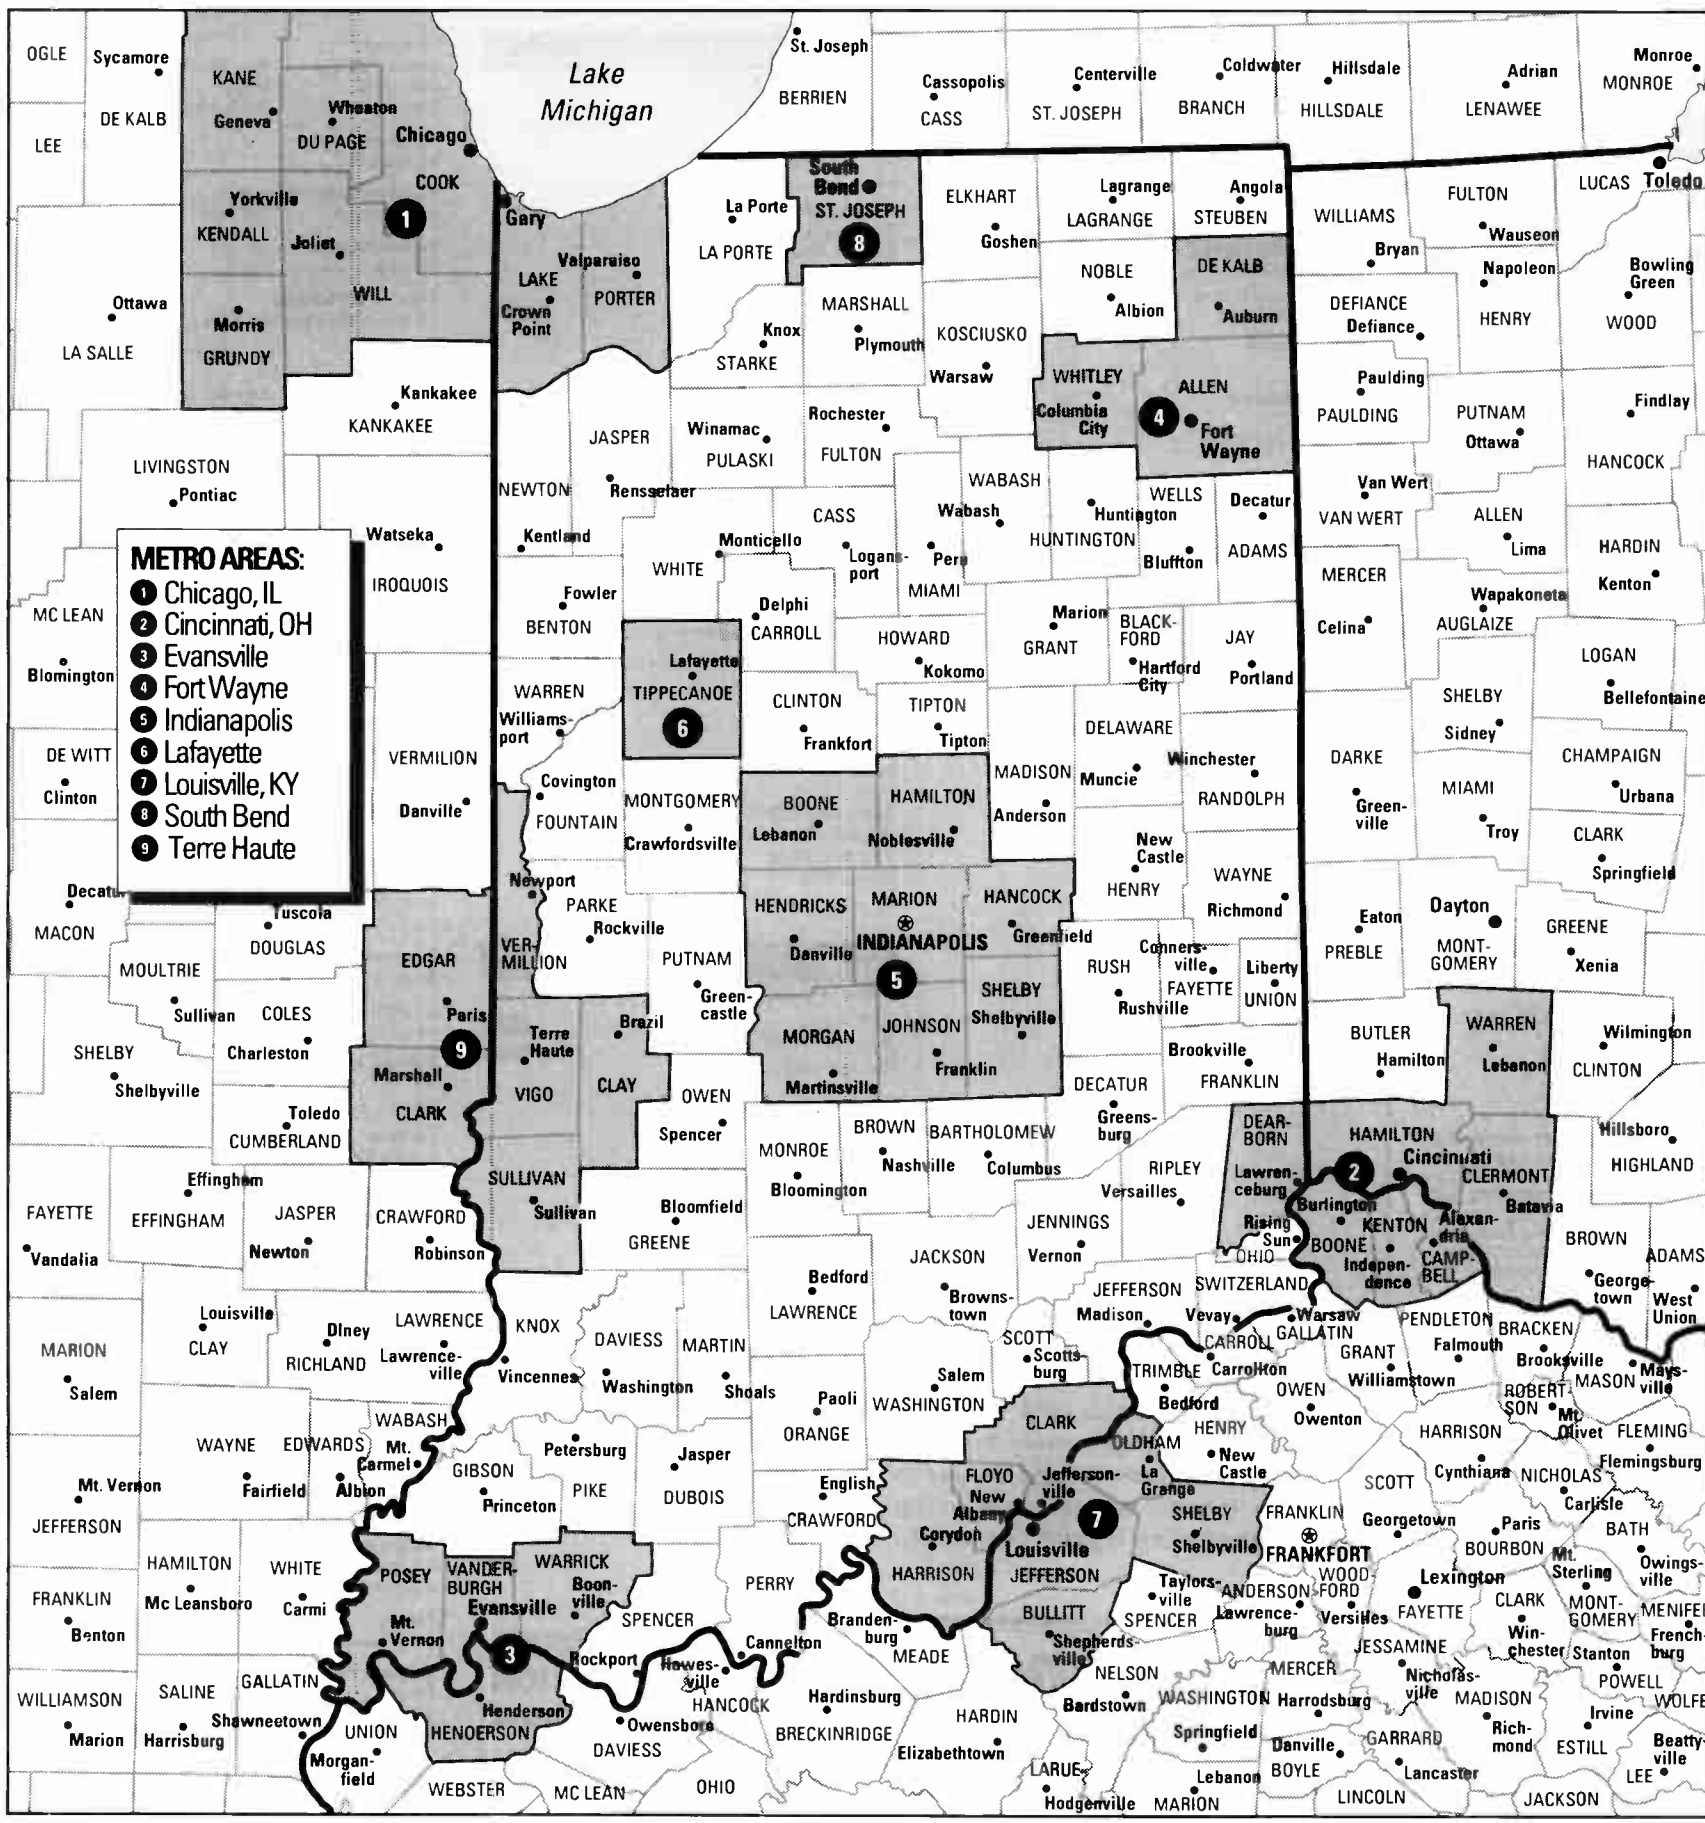 OGLE
Sycamore
DE KALB
LEE
KANE
Geneva
Wheaton
DU PAGE
Chicago
COOK
Lake
Michigan
St. Joseph
BERRIEN
Cassopolis
CASS
Centerville
ST. JOSEPH
Coldwater
BRANCH
Hillsdale
HILLSDALE
Adrian
LENAWEE
Monroe
MONROE
Yorkville
KENDALL
Joliet
1
Gary
La Porte
LA PORTE
South
Bend
ST. JOSEPH
8
ELKHART
Goshen
Lagrange
LAGRANGE
Angola
STEUBEN
WILLIAMS
Bryan
FULTON
Wauseon
LUCAS
Toledo
Ottawa
LA SALLE
Morris
GRUNDY
WILL
LAKE
Crown
Point
Valparaiso
PORTER
Knox
STARKE
MARSHALL
Plymouth
KOSCIUSKO
Warsaw
NOBLE
Albion
DE KALB
Auburn
DEFIANCE
Defiance
Napoleon
HENRY
Bowling
Green
WOOD
Kankakee
KANKAKEE
WHITLEY
Columbia
City
ALLEN
4
Fort
Wayne
Paulding
PAULDING
PUTNAM
Ottawa
Findlay
HANCOCK
LIVINGSTON
Pontiac
JASPER
Rensselaer
Winamac
PULASKI
Rochester
FULTON
NEWTON
Kentland
WABASH
Wabash
Huntington
HUNTINGTON
WELLS
Bluffton
Decatur
ADAMS
Van Wert
VAN WERT
ALLEN
Lima
HARDIN
Kenton
Watseka
IROQUOIS
WHITE
Monticello
CASS
Logans-
port
Peru
MIAMI
METRO AREAS:
1 Chicago, IL
2 Cincinnati, OH
3 Evansville
4 Fort Wayne
5 Indianapolis
6 Lafayette
7 Louisville, KY
8 South Bend
9 Terre Haute
MC LEAN
Blomington
Fowler
BENTON
Delphi
CARROLL
HOWARD
Kokomo
Marion
GRANT
BLACK-
FORD
Hartford
City
JAY
Portland
MERCER
Celina
Wapakoneta
AUGLAIZE
LOGAN
Bellefontaine
Lafayette
TIPPECANOE
6
WARREN
Williams-
port
CLINTON
Frankfort
TIPTON
Tipton
DELAWARE
Muncie
SHELBY
Sidney
DE WITT
Clinton
VERMILION
Danville
Covington
FOUNTAIN
MONTGOMERY
Crawfordsville
BOONE
Lebanon
HAMILTON
Noblesville
MADISON
Anderson
Winchester
RANDOLPH
DARKE
Green-
ville
MIAMI
Troy
CHAMPAIGN
Urbana
CLARK
Springfield
New
Castle
HENRY
WAYNE
Richmond
Decatur
MACON
Tuscola
DOUGLAS
Newport
VER-
MILLION
PARKE
Rockville
HENDRICKS
Danville
MARION
INDIANAPOLIS
5
HANCOCK
Greenfield
Eaton
PREBLE
Dayton
MONT-
GOMERY
GREENE
Xenia
MOULTRIE
Sullivan
EDGAR
Paris
9
PUTNAM
Green-
castle
RUSH
Rushville
Conners-
ville
FAYETTE
Liberty
UNION
COLES
Charleston
Terre
Haute
VIGO
Brazil
CLAY
MORGAN
Martinsville
JOHNSON
Franklin
SHELBY
Shelbyville
BUTLER
Hamilton
WARREN
Lebanon
Wilmington
CLINTON
SHELBY
Shelbyville
Marshall
CLARK
OWEN
Spencer
DECATUR
Greens-
burg
Brookville
FRANKLIN
Toledo
CUMBERLAND
MONROE
Bloomington
BROWN
Nashville
BARTHOLOMEW
Columbus
RIPLEY
Versailles
DEAR-
BORN
Lawren-
ceburg
HAMILTON
2
Cincinnati
CLERMONT
Batavia
Hillsboro
HIGHLAND
FAYETTE
Vandalia
Effingham
EFFINGHAM
JASPER
Newton
CRAWFORD
Robinson
SULLIVAN
Sullivan
Bloomfield
GREENE
JENNINGS
Vernon
Rising
Sun
OHIO
Burlington
BOONE
KENTON
Indepen-
dence
Alexan-
dria
CAMP-
BELL
BROWN
George-
town
ADAMS
West
Union
JACKSON
Browns-
town
Bedford
LAWRENCE
JEFFERSON
Madison
SWITZERLAND
Vevay
Warsaw
GALLATIN
PENDLETON
Falmouth
BRACKEN
Brooksville
MASON
Mays-
ville
MARION
Salem
Louisville
CLAY
Olney
RICHLAND
LAWRENCE
Lawrence-
ville
KNOX
Vincennes
DAVIESS
Washington
MARTIN
Shoals
SCOTT
Scotts-
burg
CARROLL
Carrollton
TRIMBLE
Bedford
GRANT
Williamstown
OWEN
Owenton
ROBERT-
SON
Mt.
Olivet
FLEMING
Flemingsburg
Salem
WASHINGTON
Paoli
ORANGE
WABASH
Mt.
Carmel
WAYNE
Fairfield
EDWARDS
Albion
GIBSON
Princeton
Petersburg
PIKE
Jasper
DUBOIS
English
CRAWFORD
CLARK
OLDHAM
La
Grange
HENRY
New
Castle
HARRISON
Cynthiana
NICHOLAS
Carlisle
Mt. Vernon
JEFFERSON
FLOYD
New
Albany
Jefferson-
ville
Corydon
HARRISON
Louisville
7
JEFFERSON
SHELBY
Shelbyville
SCOTT
Georgetown
FRANKLIN
FRANKFORT
Paris
BOURBON
BATH
Owings-
ville
HAMILTON
Mc Leansboro
WHITE
Carmi
POSEY
Mt.
Vernon
VANDER-
BURGH
Evansville
3
WARRICK
Boon-
ville
SPENCER
Rockport
PERRY
Cannelton
BULLITT
Shepherds-
ville
Taylors-
ville
SPENCER
ANDERSON
Lawrence-
burg
WOOD-
FORD
Versilles
Lexington
FAYETTE
CLARK
Win-
chester
Mt.
Sterling
MONT-
GOMERY
MENIFEE
French-
burg
FRANKLIN
Benton
Branden-
burg
MEADE
JESSAMINE
Nicholas-
ville
Stanton
POWELL
WOLFE
WILLIAMSON
Marion
SALINE
Harrisburg
GALLATIN
Shawneetown
UNION
Morgan-
field
Henderson
HENDERSON
Hawes-
ville
HANCOCK
Owensboro
DAVIESS
Hardinsburg
BRECKINRIDGE
HARDIN
Elizabethtown
NELSON
Bardstown
WASHINGTON
Springfield
MERCER
Harrodsburg
Danville
BOYLE
GARRARD
Lancaster
MADISON
Rich-
mond
Irvine
ESTILL
Beatty-
ville
LEE
WEBSTER
MC LEAN
OHIO
LARUE
Hodgenville
Lebanon
MARION
LINCOLN
JACKSON